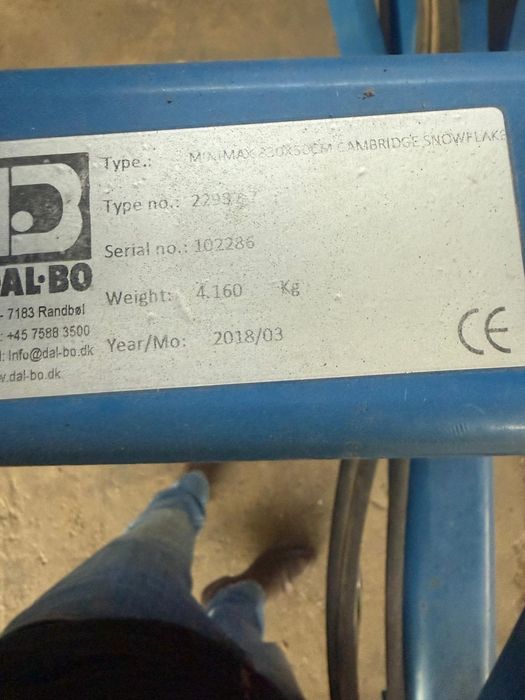 Type.: MINIMAX 830X50CM CAMBRIDGE SNOWFLAKE
Type no.:
Serial no.: 102286
Weight: 4.160 Kg
Year/Mo: 2018/03
DAL-BO
- 7183 Randbøl
: +45 7588 3500
l: Info@dal-bo.dk
w.dal-bo.dk
CE